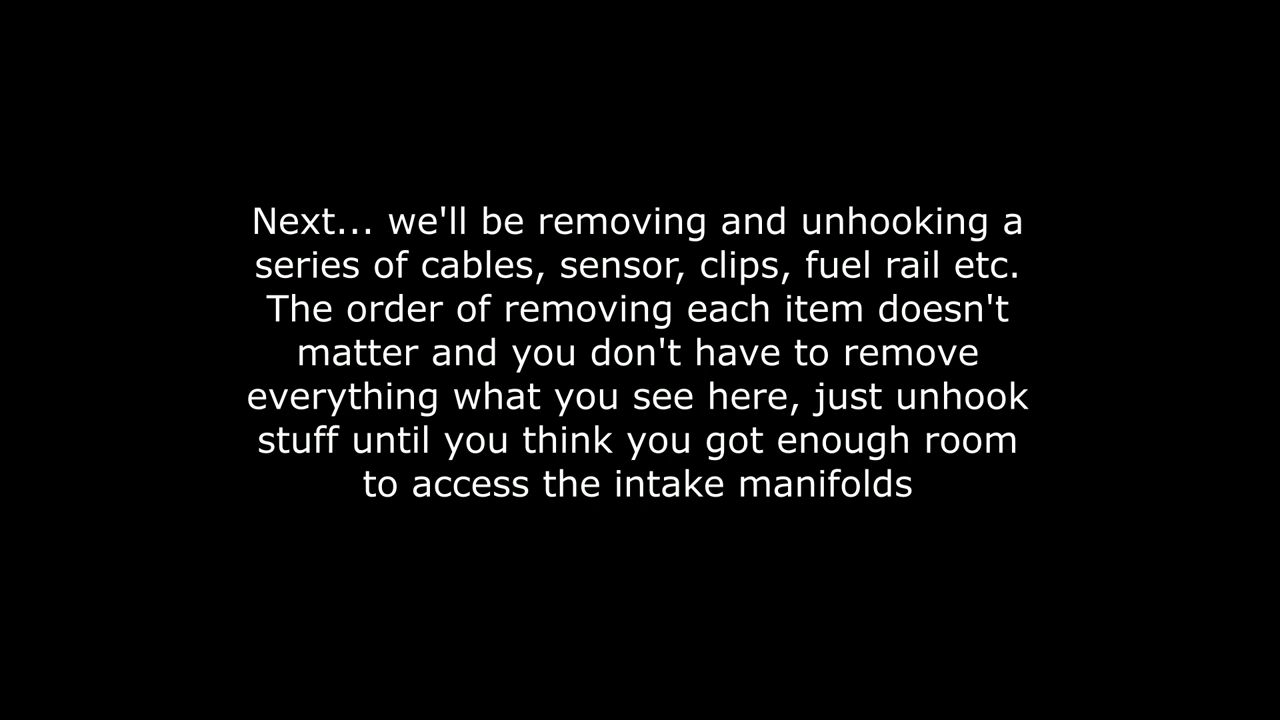 Next... we'll be removing and unhooking a
series of cables, sensor, clips, fuel rail etc.
The order of removing each item doesn't
matter and you don't have to remove
everything what you see here, just unhook
stuff until you think you got enough room
to access the intake manifolds